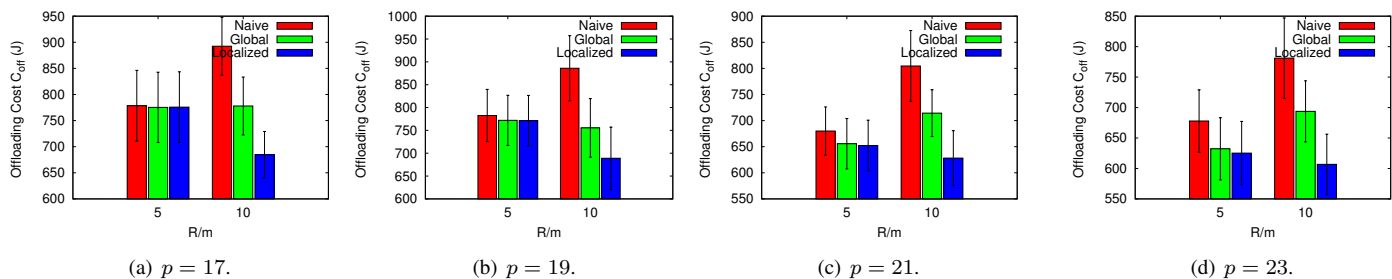 950
900
850
800
750
700
650
600
Offloading Cost C_off (J)
Naive
Global
Localized
5 10
R/m
(a) p = 17.
1000
950
900
850
800
750
700
650
600
Offloading Cost C_off (J)
Naive
Global
Localized
5 10
R/m
(b) p = 19.
900
850
800
750
700
650
600
550
Offloading Cost C_off (J)
Naive
Global
Localized
5 10
R/m
(c) p = 21.
850
800
750
700
650
600
550
Offloading Cost C_off (J)
Naive
Global
Localized
5 10
R/m
(d) p = 23.